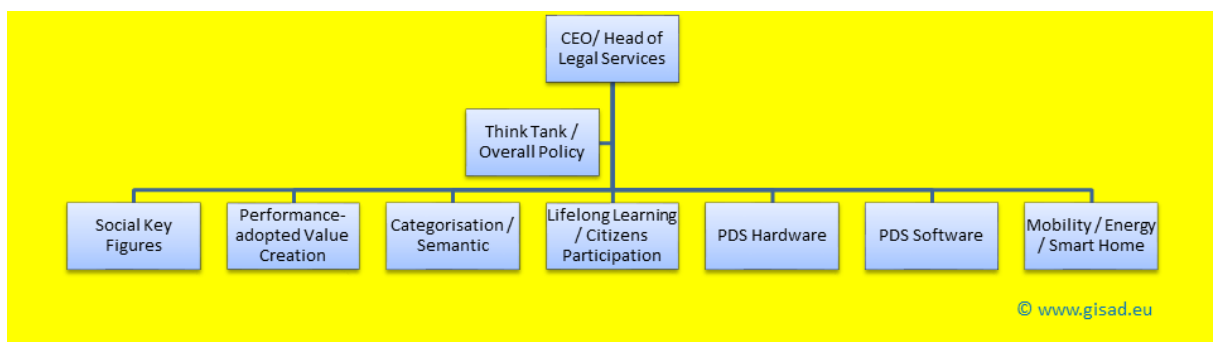 CEO/ Head of
Legal Services
Think Tank /
Overall Policy
Social Key
Figures
Performance-
adopted Value
Creation
Categorisation /
Semantic
Lifelong Learning
/ Citizens
Participation
PDS Hardware
PDS Software
Mobility / Energy
/ Smart Home
© www.gisad.eu